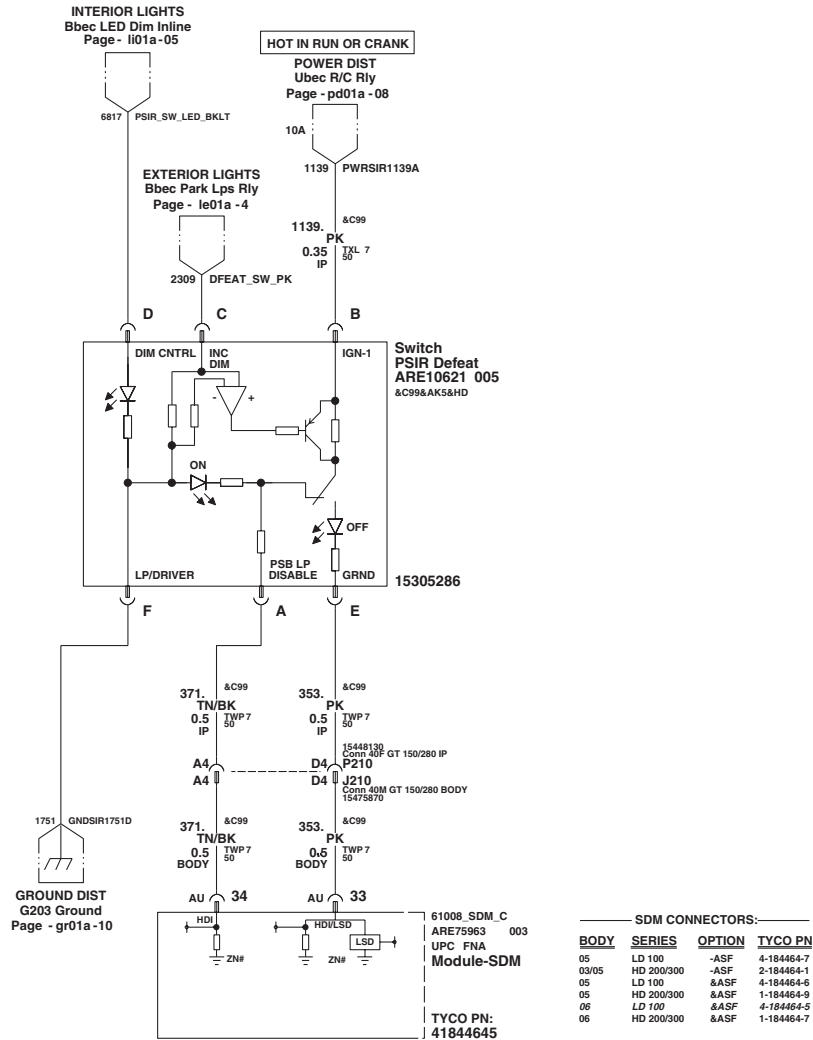 INTERIOR LIGHTS
Bbec LED Dim Inline
Page - li01a-05
6817 PSIR_SW_LED_BKLT
HOT IN RUN OR CRANK
POWER DIST
Ubec R/C Rly
Page - pd01a - 08
10A
1139 PWRSIR1139A
EXTERIOR LIGHTS
Bbec Park Lps Rly
Page - le01a - 4
2309 DFEAT_SW_PK
1139. &C99
PK
0.35 TXL 7
IP 50
D C B
DIM CNTRL INC DIM IGN-1
- +
ON
OFF
LP/DRIVER PSB LP DISABLE GRND
Switch
PSIR Defeat
ARE10621 005
&C99&AK5&HD
15305286
F A E
371. &C99
TN/BK
0.5 TWP 7
IP 50
353. &C99
PK
0.5 TWP 7
IP 50
15448130
Conn 40F GT 150/280 IP
A4 D4 P210
A4 D4 J210
Conn 40M GT 150/280 BODY
15475870
371. &C99
TN/BK
0.5 TWP 7
BODY 50
353. &C99
PK
0.5 TWP 7
BODY 50
1751 GNDSIR1751D
GROUND DIST
G203 Ground
Page - gr01a -10
AU 34 AU 33
HDI HDI/LSD
LSD
ZN# ZN#
61008_SDM_C
ARE75963 003
UPC FNA
Module-SDM
TYCO PN:
41844645
SDM CONNECTORS:
BODY SERIES OPTION TYCO PN
05 LD 100 -ASF 4-184464-7
03/05 HD 200/300 -ASF 2-184464-1
05 LD 100 &ASF 4-184464-6
05 HD 200/300 &ASF 1-184464-9
06 LD 100 &ASF 4-184464-5
06 HD 200/300 &ASF 1-184464-7